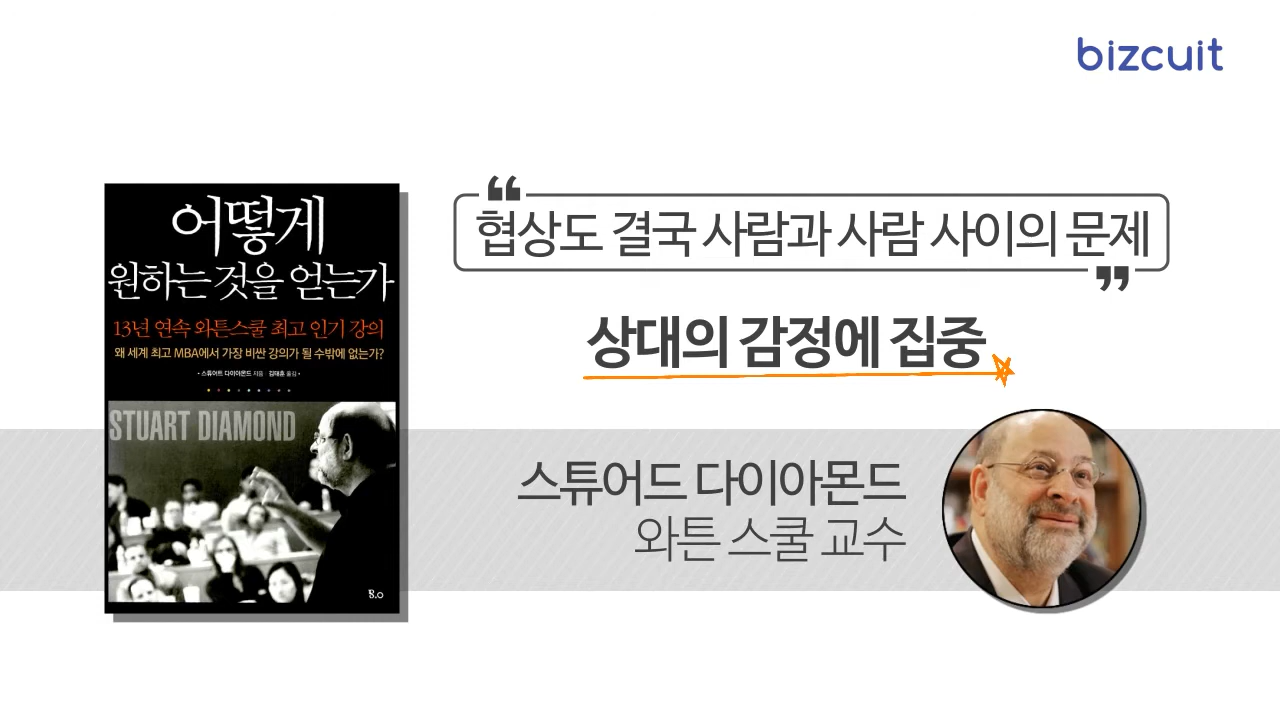 bizcuit
어떻게
원하는 것을 얻는가
13년 연속 와튼스쿨 최고 인기 강의
왜 세계 최고 MBA에서 가장 비싼 강의가 될 수밖에 없는가?
• 스튜어트 다이아몬드 지음 김태훈 옮김 •
STUART DIAMOND
8.0
“협상도 결국 사람과 사람 사이의 문제”
상대의 감정에 집중
스튜어드 다이아몬드
와튼 스쿨 교수